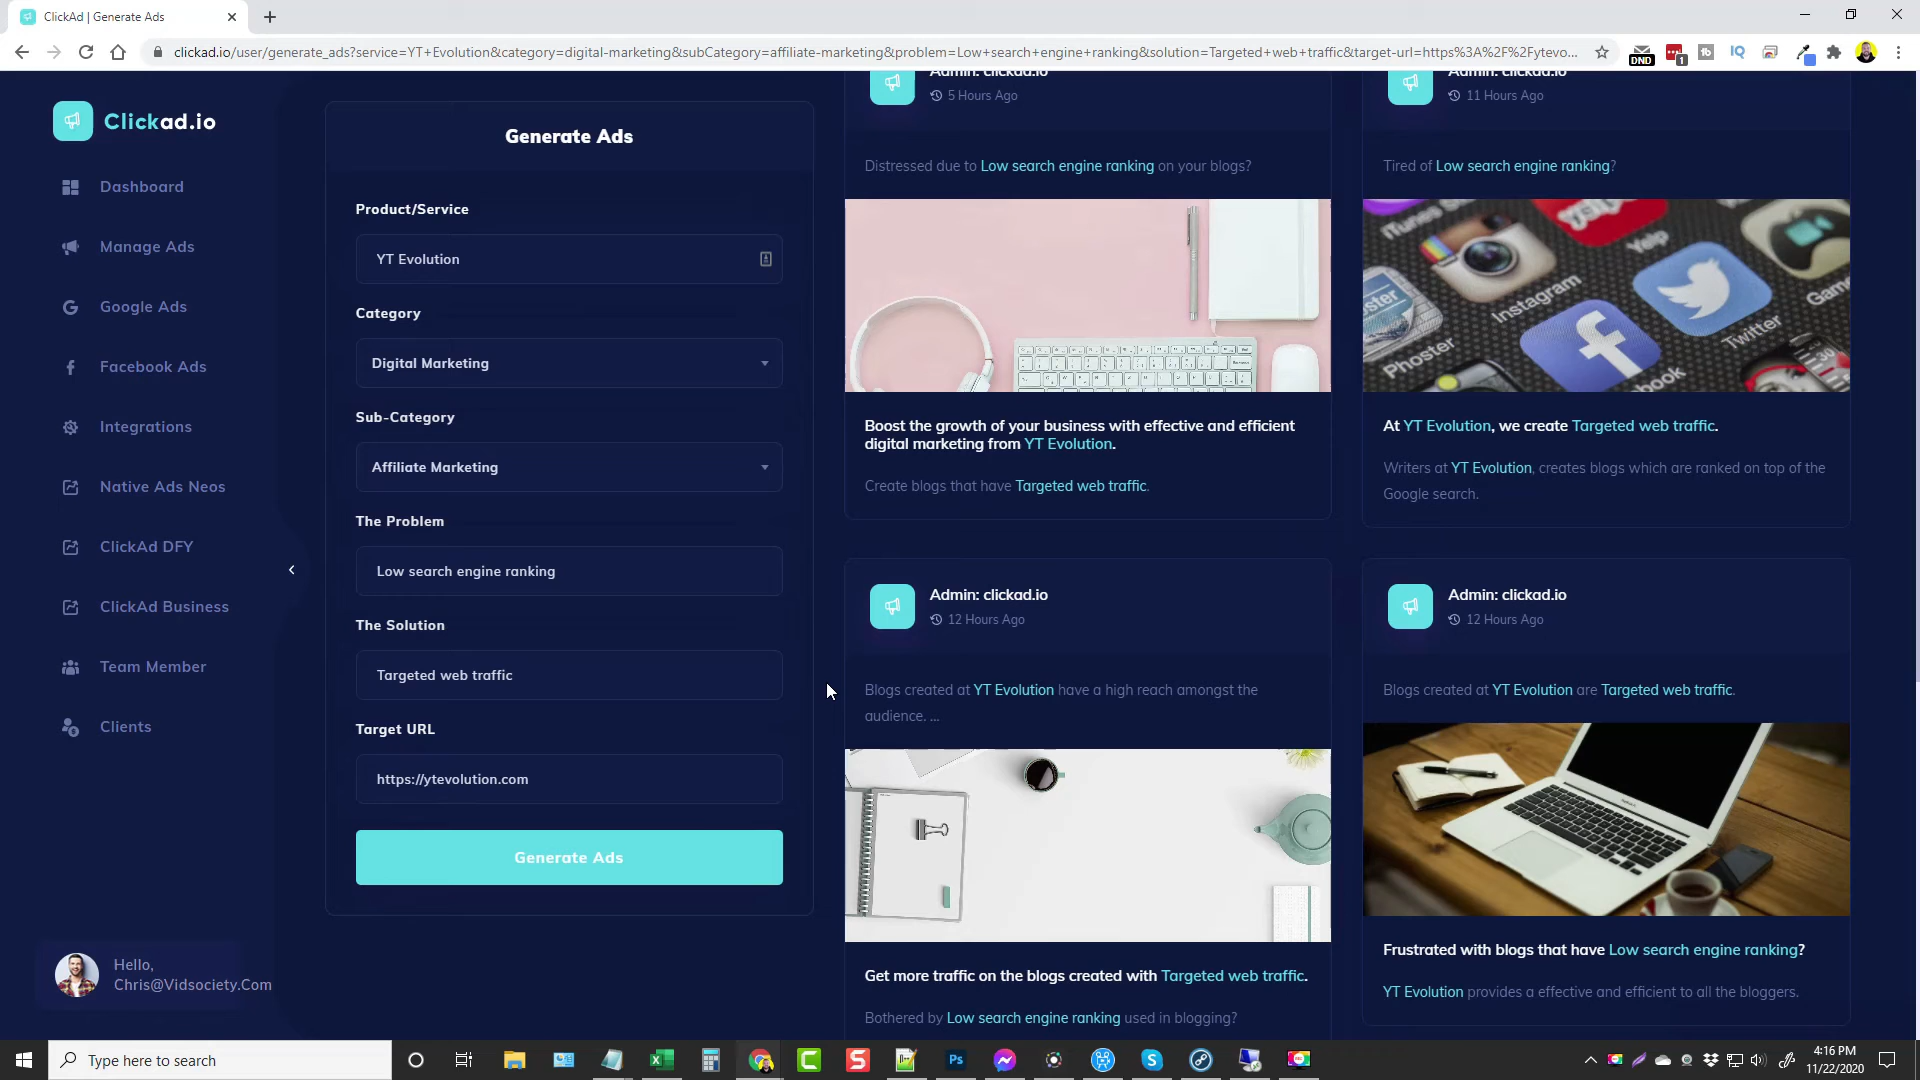 ClickAd | Generate Ads
clickad.io/user/generate_ads?service=YT+Evolution&category=digital-marketing&subCategory=affiliate-marketing&problem=Low+search+engine+ranking&solution=Targeted+web+traffic&target-url=https%3A%2F%2Fytevo...
DND
1
Clickad.io
Dashboard
Manage Ads
Google Ads
Facebook Ads
Integrations
Native Ads Neos
ClickAd DFY
ClickAd Business
Team Member
Clients
Hello,
Chris@Vidsociety.Com
Generate Ads
Product/Service
YT Evolution
Category
Digital Marketing
Sub-Category
Affiliate Marketing
The Problem
Low search engine ranking
The Solution
Targeted web traffic
Target URL
https://ytevolution.com
Generate Ads
Admin: clickad.io
5 Hours Ago
Distressed due to Low search engine ranking on your blogs?
Boost the growth of your business with effective and efficient
digital marketing from YT Evolution.
Create blogs that have Targeted web traffic.
Admin: clickad.io
11 Hours Ago
Tired of Low search engine ranking?
iTunes
Yelp
Instagram
Twitter
Phoster
At YT Evolution, we create Targeted web traffic.
Writers at YT Evolution, creates blogs which are ranked on top of the
Google search.
Admin: clickad.io
12 Hours Ago
Blogs created at YT Evolution have a high reach amongst the
audience. ...
Get more traffic on the blogs created with Targeted web traffic.
Bothered by Low search engine ranking used in blogging?
Admin: clickad.io
12 Hours Ago
Blogs created at YT Evolution are Targeted web traffic.
Frustrated with blogs that have Low search engine ranking?
YT Evolution provides a effective and efficient to all the bloggers.
Type here to search
4:16 PM
11/22/2020